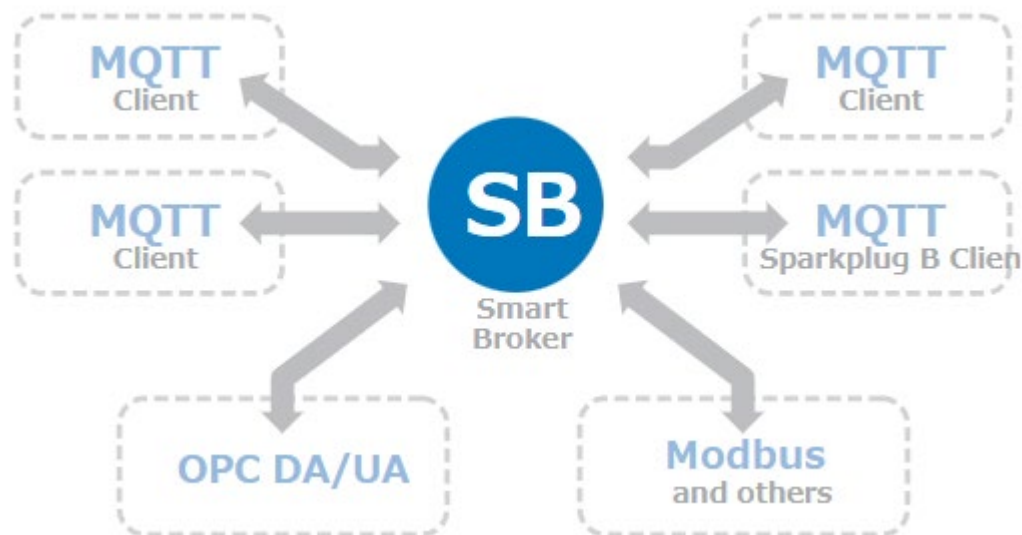 MQTT
Client
MQTT
Client
MQTT
Client
MQTT
Sparkplug B Clien
SB
Smart
Broker
OPC DA/UA
Modbus
and others